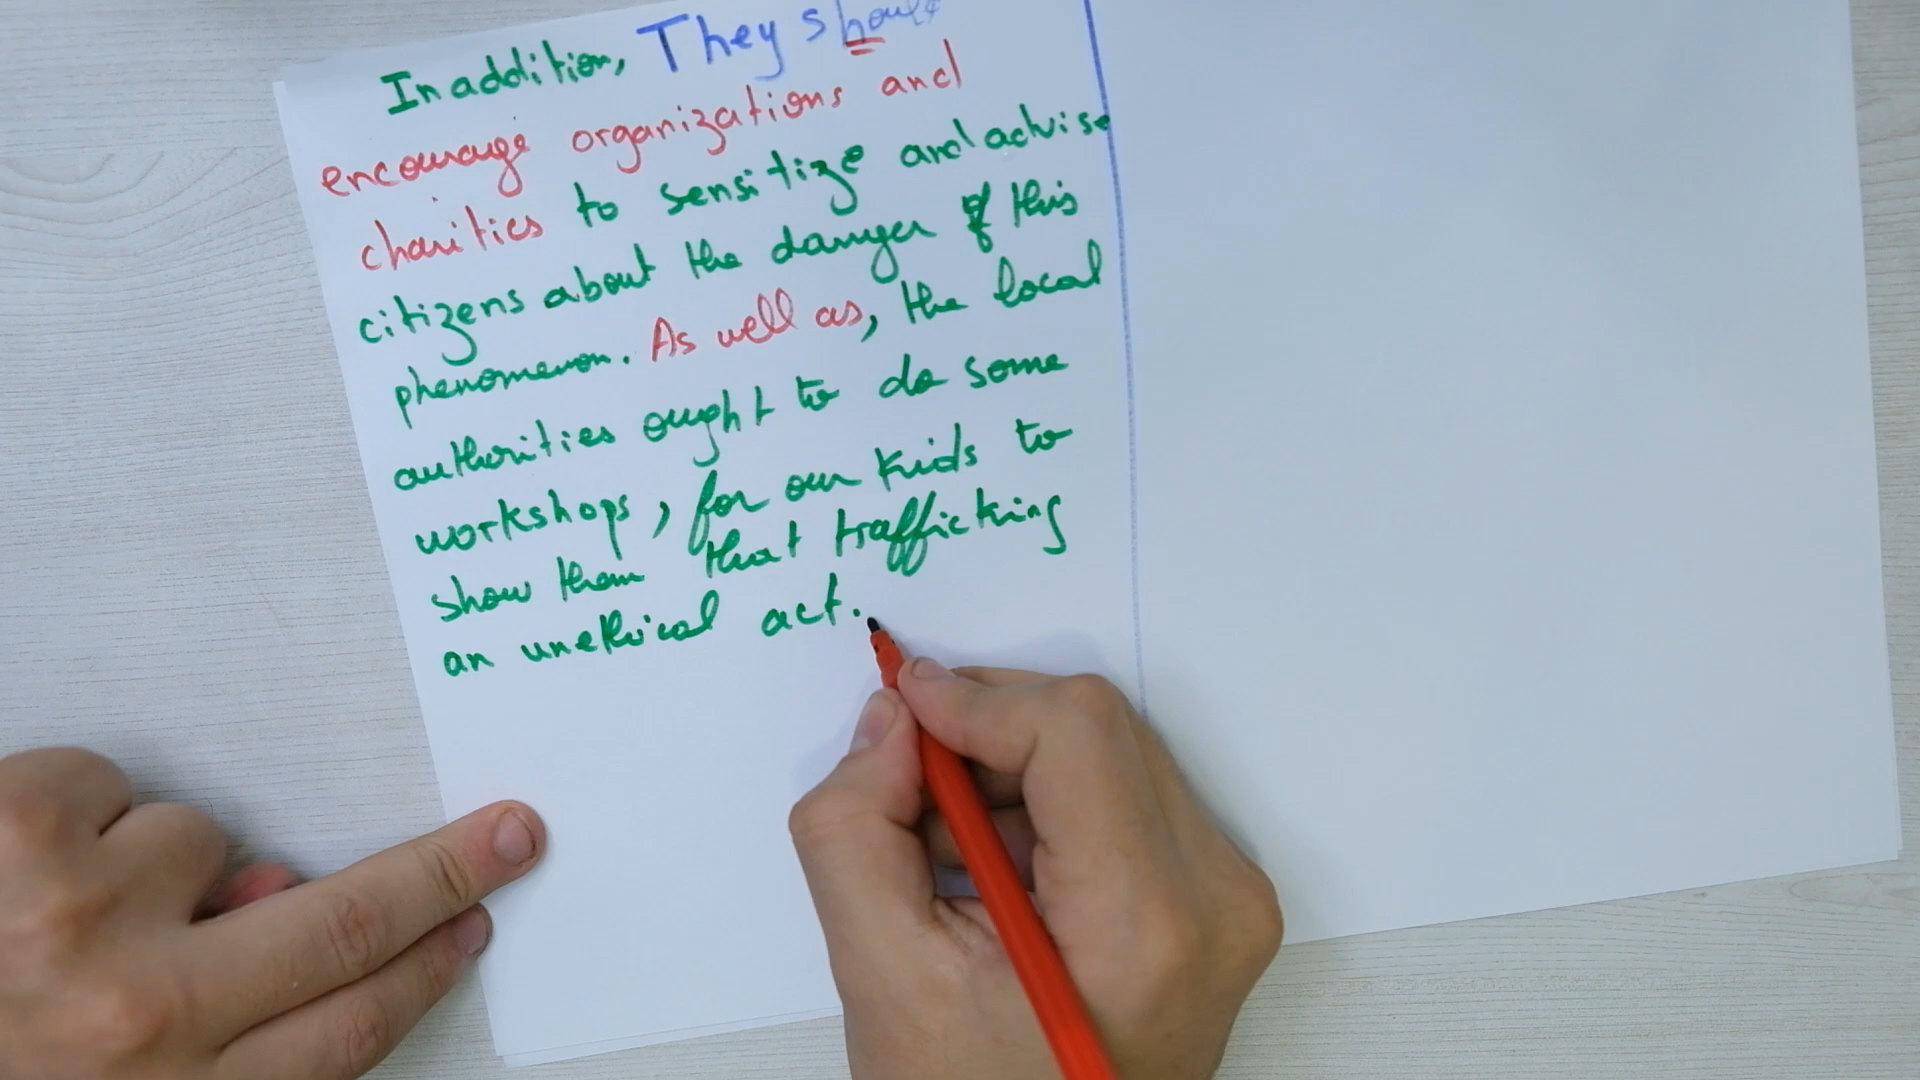 In addition, They should
encourage organizations and
charities to sensitize and advise
citizens about the danger of this
phenomenon. As well as, the local
authorities ought to do some
workshops, for our kids to
show them that trafficking
an unethical act.